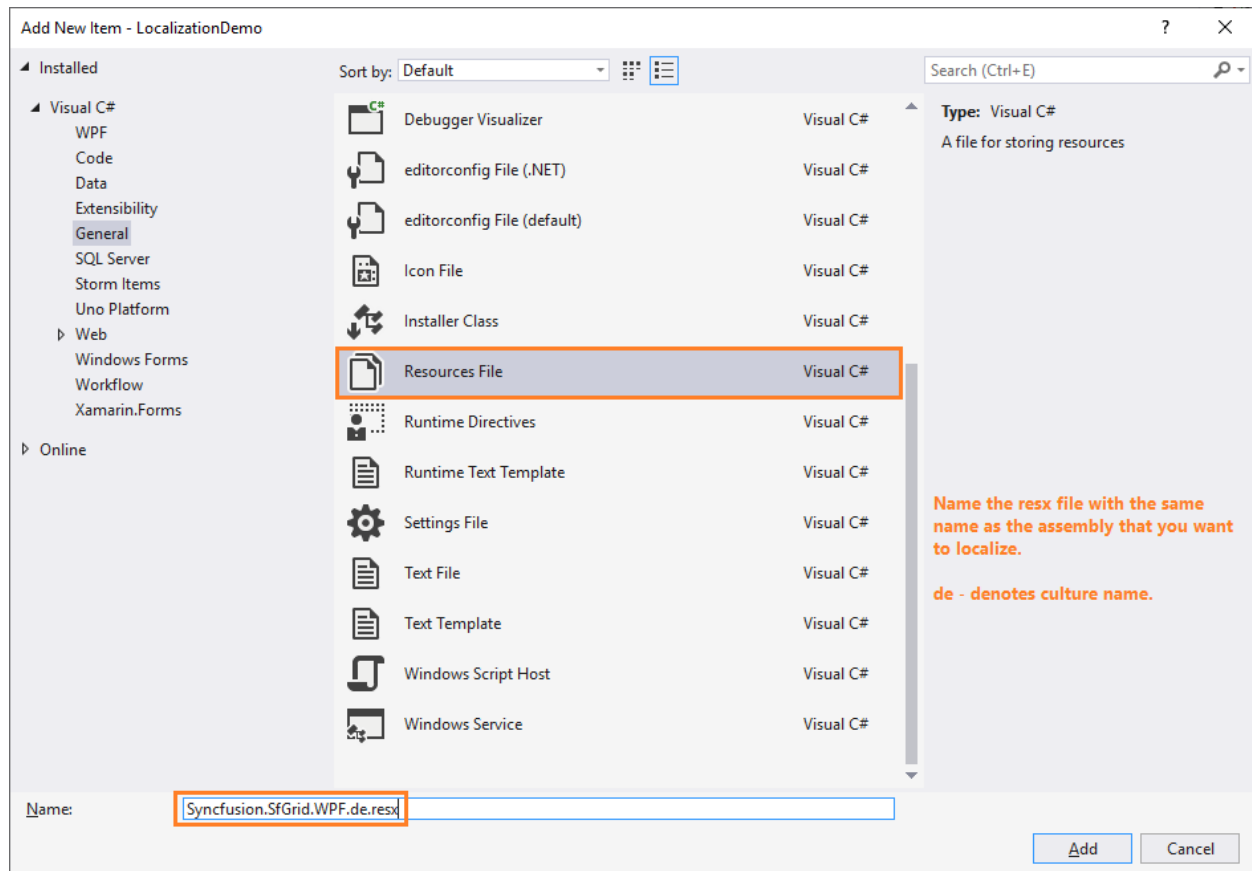 Add New Item - LocalizationDemo
?
Installed
Sort by: Default
Search (Ctrl+E)
Visual C#
WPF
Code
Data
Extensibility
General
SQL Server
Storm Items
Uno Platform
Web
Windows Forms
Workflow
Xamarin.Forms
Online
Debugger Visualizer Visual C#
editorconfig File (.NET) Visual C#
editorconfig File (default) Visual C#
Icon File Visual C#
Installer Class Visual C#
Resources File Visual C#
Runtime Directives Visual C#
Runtime Text Template Visual C#
Settings File Visual C#
Text File Visual C#
Text Template Visual C#
Windows Script Host Visual C#
Windows Service Visual C#
Type: Visual C#
A file for storing resources
Name the resx file with the same
name as the assembly that you want
to localize.
de - denotes culture name.
Name: Syncfusion.SfGrid.WPF.de.resx
Add Cancel